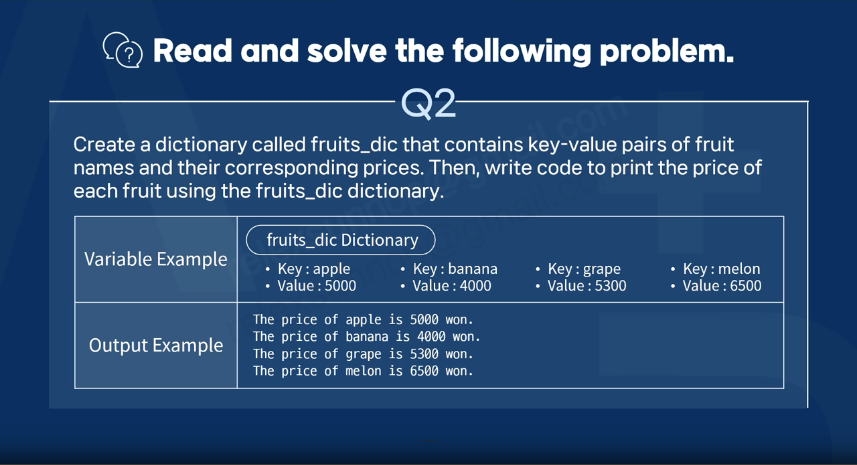 Read and solve the following problem.
Q2
Create a dictionary called fruits_dic that contains key-value pairs of fruit
names and their corresponding prices. Then, write code to print the price of
each fruit using the fruits_dic dictionary.
Variable Example
fruits_dic Dictionary
• Key : apple • Key : banana • Key : grape • Key : melon
• Value : 5000 • Value : 4000 • Value : 5300 • Value : 6500
Output Example
The price of apple is 5000 won.
The price of banana is 4000 won.
The price of grape is 5300 won.
The price of melon is 6500 won.